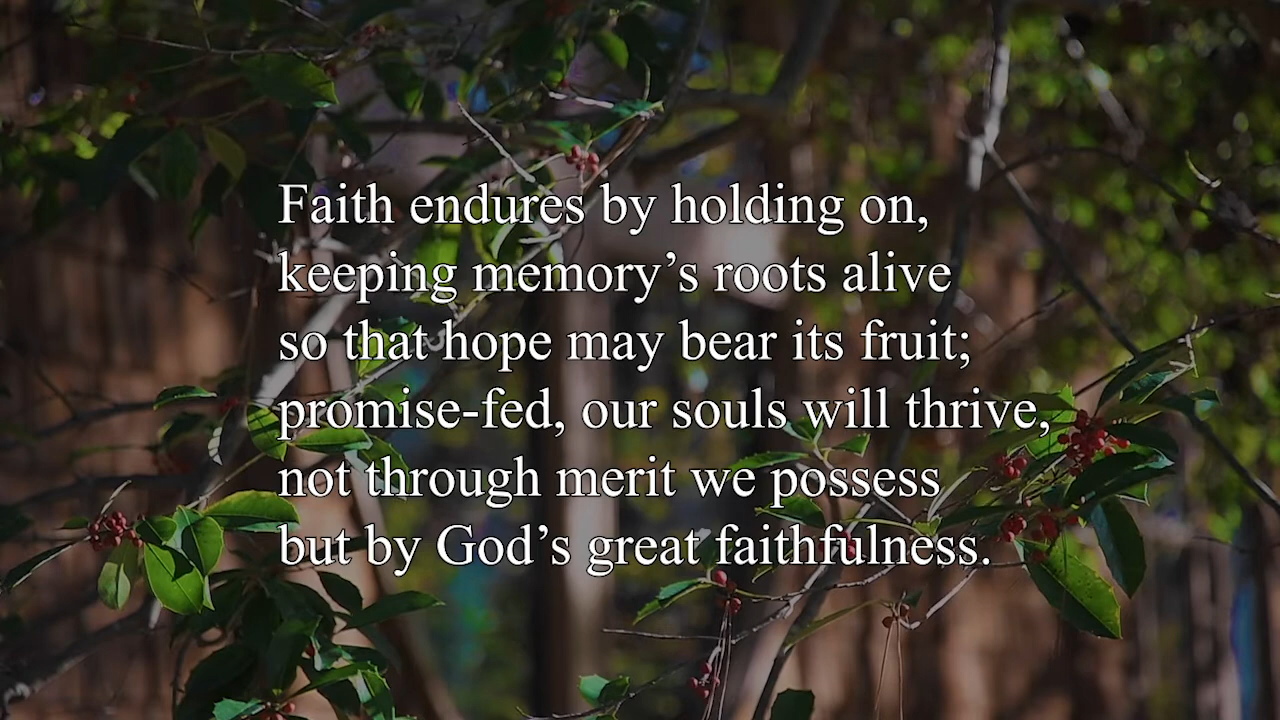 Faith endures by holding on,
keeping memory’s roots alive
so that hope may bear its fruit;
promise-fed, our souls will thrive,
not through merit we possess
but by God’s great faithfulness.